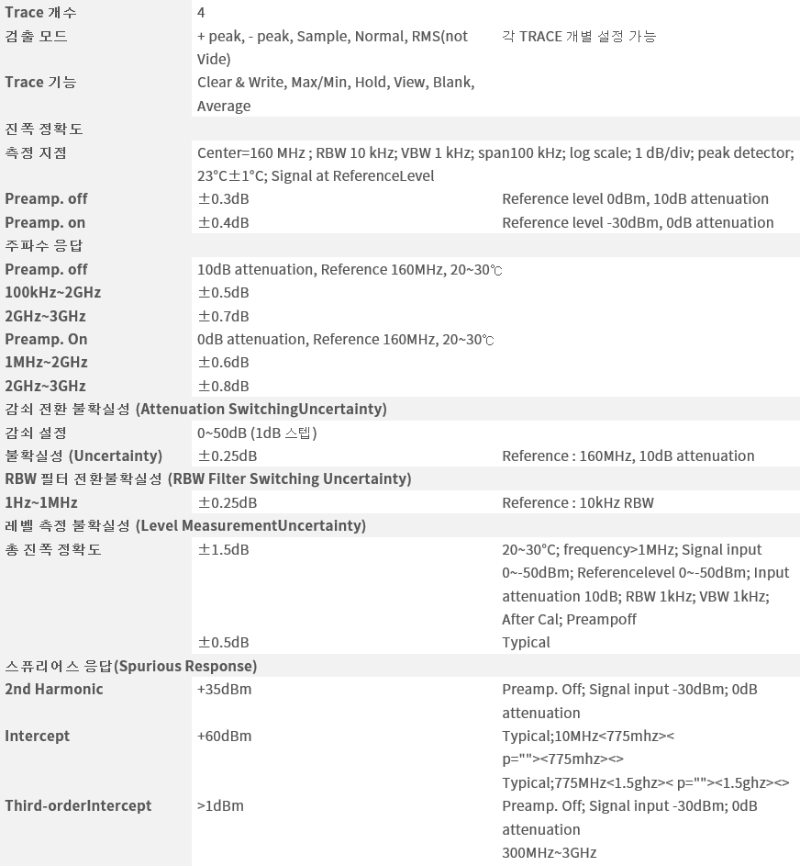 Trace 개수 4
검출 모드 + peak, - peak, Sample, Normal, RMS(not 각 TRACE 개별 설정 가능
Vide)
Trace 기능 Clear & Write, Max/Min, Hold, View, Blank,
Average
진쪽 정확도
측정 지점 Center=160 MHz ; RBW 10 kHz; VBW 1 kHz; span100 kHz; log scale; 1 dB/div; peak detector;
23°C±1°C; Signal at ReferenceLevel
Preamp. off ±0.3dB Reference level 0dBm, 10dB attenuation
Preamp. on ±0.4dB Reference level -30dBm, 0dB attenuation
주파수 응답
Preamp. off 10dB attenuation, Reference 160MHz, 20~30℃
100kHz~2GHz ±0.5dB
2GHz~3GHz ±0.7dB
Preamp. On 0dB attenuation, Reference 160MHz, 20~30℃
1MHz~2GHz ±0.6dB
2GHz~3GHz ±0.8dB
감쇠 전환 불확실성 (Attenuation SwitchingUncertainty)
감쇠 설정 0~50dB (1dB 스텝)
불확실성 (Uncertainty) ±0.25dB Reference : 160MHz, 10dB attenuation
RBW 필터 전환불확실성 (RBW Filter Switching Uncertainty)
1Hz~1MHz ±0.25dB Reference : 10kHz RBW
레벨 측정 불확실성 (Level MeasurementUncertainty)
총 진쪽 정확도 ±1.5dB 20~30°C; frequency>1MHz; Signal input
0~-50dBm; Referencelevel 0~-50dBm; Input
attenuation 10dB; RBW 1kHz; VBW 1kHz;
After Cal; Preampoff
±0.5dB Typical
스퓨리어스 응답(Spurious Response)
2nd Harmonic +35dBm Preamp. Off; Signal input -30dBm; 0dB
attenuation
Intercept +60dBm Typical;10MHz<775mhz><
p=""><775mhz><>
Typical;775MHz<1.5ghz>< p=""><1.5ghz><>
Third-orderIntercept >1dBm Preamp. Off; Signal input -30dBm; 0dB
attenuation
300MHz~3GHz